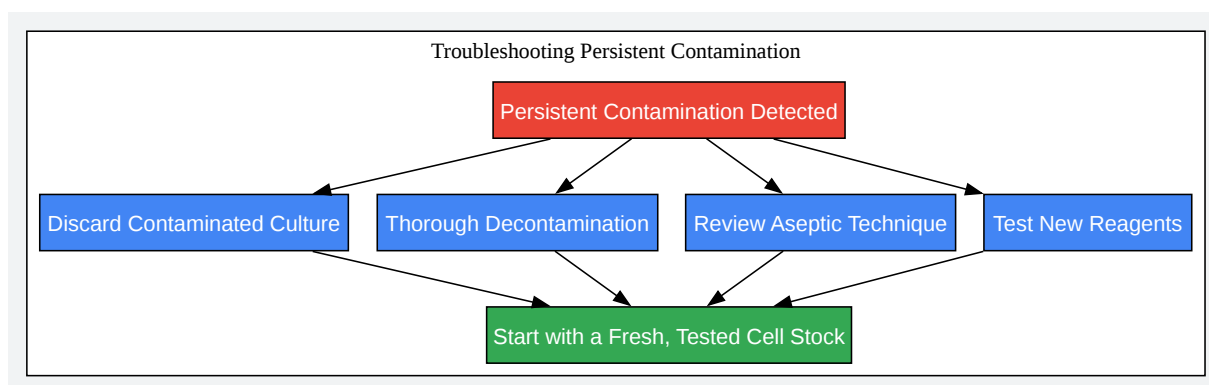 Troubleshooting Persistent Contamination
Persistent Contamination Detected
Discard Contaminated Culture
Thorough Decontamination
Review Aseptic Technique
Test New Reagents
Start with a Fresh, Tested Cell Stock